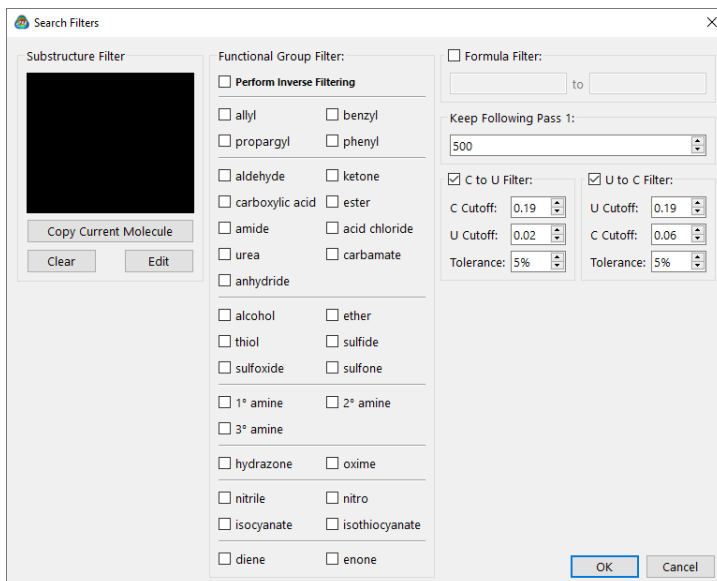 Search Filters
Substructure Filter
Copy Current Molecule
Clear Edit
Functional Group Filter:
Perform Inverse Filtering
allyl benzyl
propargyl phenyl
aldehyde ketone
carboxylic acid ester
amide acid chloride
urea carbamate
anhydride
alcohol ether
thiol sulfide
sulfoxide sulfone
1° amine 2° amine
3° amine
hydrazone oxime
nitrile nitro
isocyanate isothiocyanate
diene enone
Formula Filter:
to
Keep Following Pass 1:
500
C to U Filter:
C Cutoff: 0.19
U Cutoff: 0.02
Tolerance: 5%
U to C Filter:
U Cutoff: 0.19
C Cutoff: 0.06
Tolerance: 5%
OK Cancel